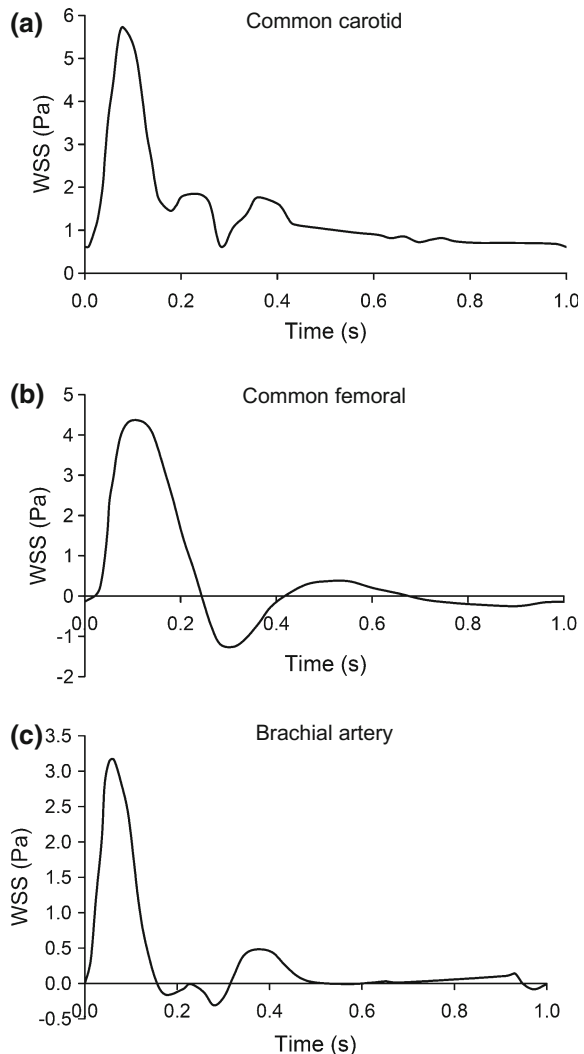 (a)
Common carotid
6
5
4
3
2
1
0
WSS (Pa)
0.0 0.2 0.4 0.6 0.8 1.0
Time (s)
(b)
Common femoral
5
4
3
2
1
0
-1
-2
WSS (Pa)
0.0 0.2 0.4 0.6 0.8 1.0
Time (s)
(c)
Brachial artery
3.5
3.0
2.5
2.0
1.5
1.0
0.5
0.0
-0.5
WSS (Pa)
0.0 0.2 0.4 0.6 0.8 1.0
Time (s)